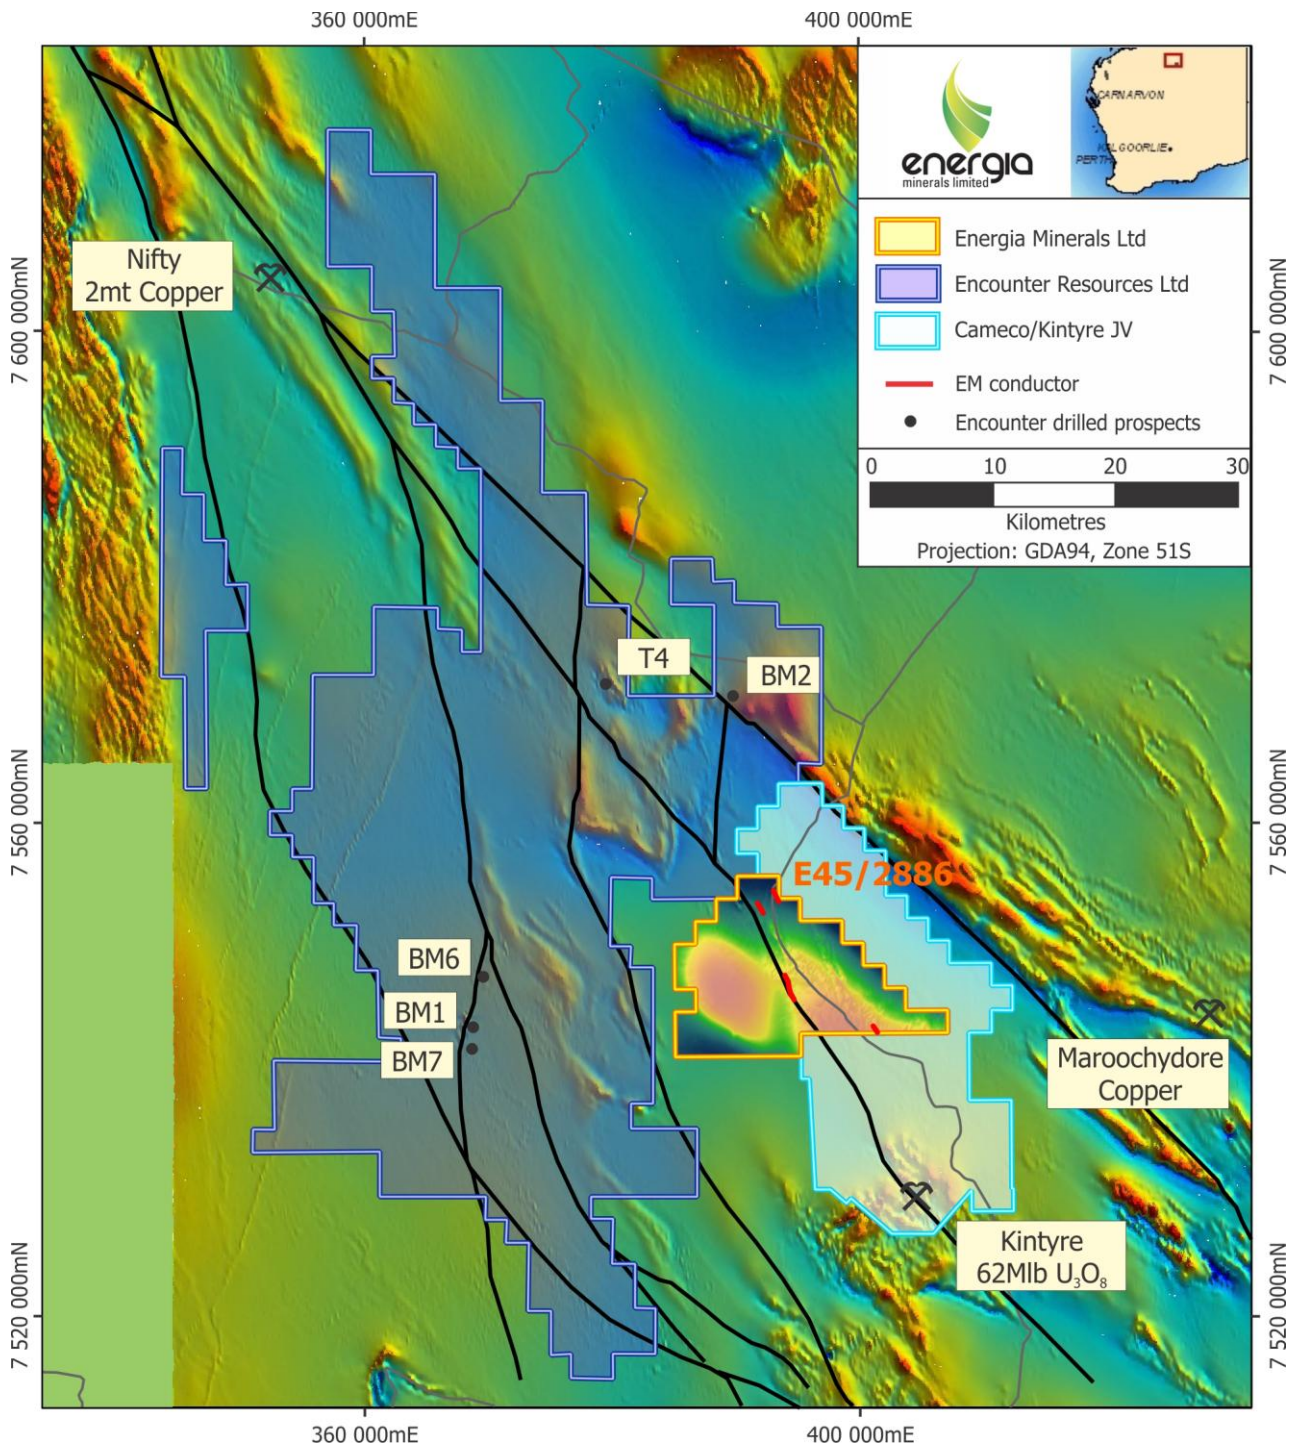 360 000mE
400 000mE
energia
minerals limited
CARNARVON
KALGOORLIE
PERTH
Energia Minerals Ltd
Encounter Resources Ltd
Cameco/Kintyre JV
EM conductor
Encounter drilled prospects
0 10 20 30
Kilometres
Projection: GDA94, Zone 51S
Nifty
2mt Copper
7 600 000mN
7 600 000mN
T4
BM2
7 560 000mN
7 560 000mN
E45/2886
BM6
BM1
BM7
Maroochydore
Copper
Kintyre
62Mlb U₃O₈
7 520 000mN
7 520 000mN
360 000mE
400 000mE